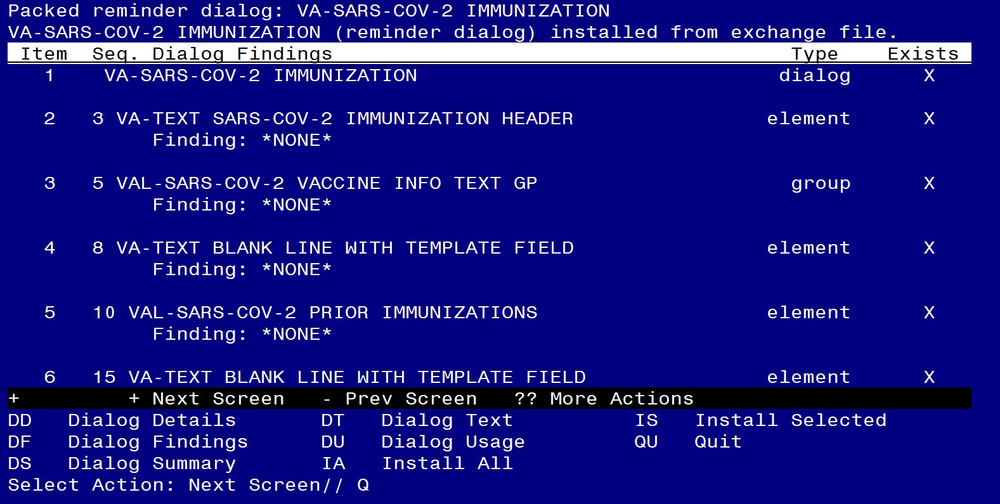 Packed reminder dialog: VA-SARS-COV-2 IMMUNIZATION
VA-SARS-COV-2 IMMUNIZATION (reminder dialog) installed from exchange file.
Item Seq. Dialog Findings Type Exists
1 VA-SARS-COV-2 IMMUNIZATION dialog X
2 3 VA-TEXT SARS-COV-2 IMMUNIZATION HEADER element X
Finding: *NONE*
3 5 VAL-SARS-COV-2 VACCINE INFO TEXT GP group X
Finding: *NONE*
4 8 VA-TEXT BLANK LINE WITH TEMPLATE FIELD element X
Finding: *NONE*
5 10 VAL-SARS-COV-2 PRIOR IMMUNIZATIONS element X
Finding: *NONE*
6 15 VA-TEXT BLANK LINE WITH TEMPLATE FIELD element X
+ + Next Screen - Prev Screen ?? More Actions
DD Dialog Details DT Dialog Text IS Install Selected
DF Dialog Findings DU Dialog Usage QU Quit
DS Dialog Summary IA Install All
Select Action: Next Screen// Q